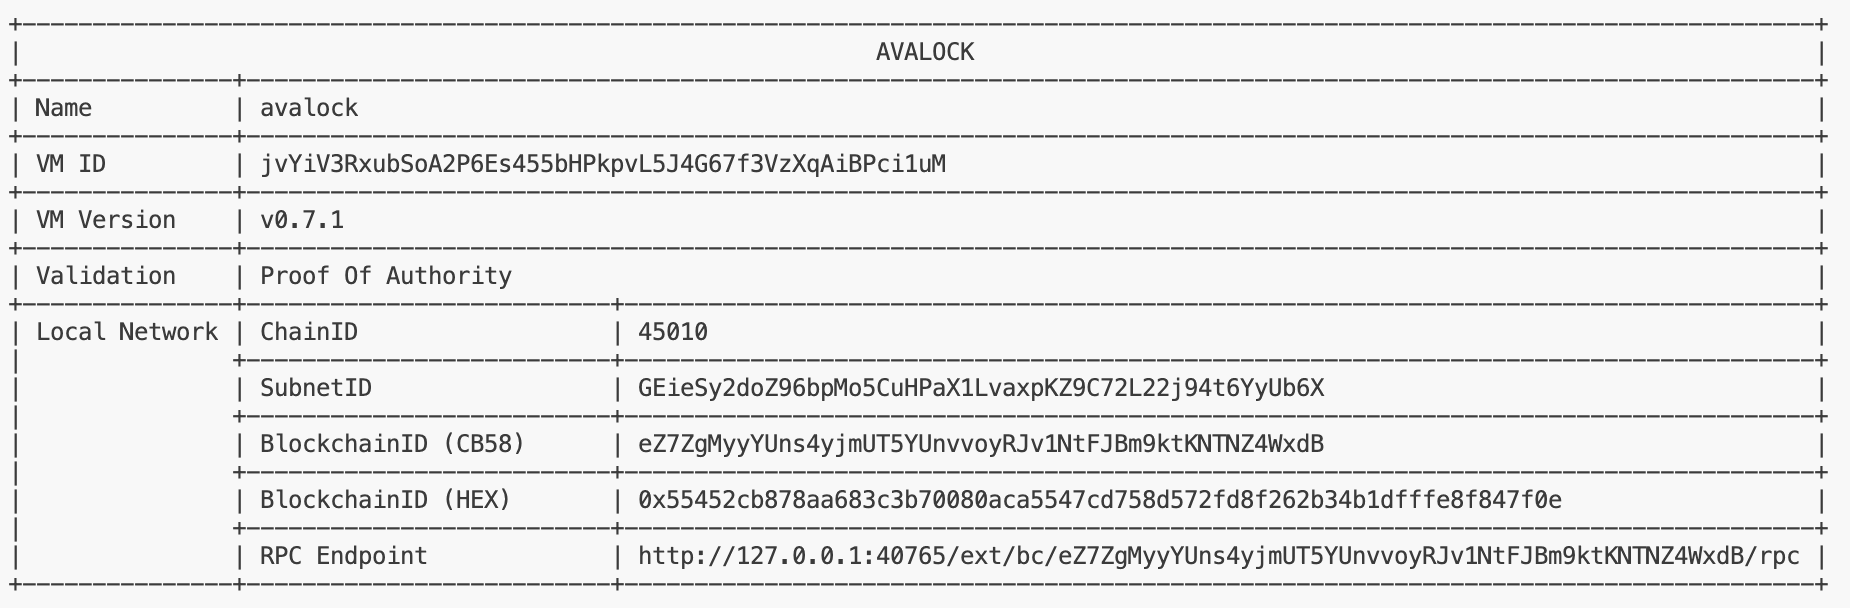 AVALOCK
Name | avalock
VM ID | jvYiV3RxubSoA2P6Es455bHPkpvL5J4G67f3VzXqAiBPci1uM
VM Version | v0.7.1
Validation | Proof Of Authority
Local Network | ChainID | 45010
SubnetID | GEieSy2doZ96bpMo5CuHPaX1LvaxpKZ9C72L22j94t6YyUb6X
BlockchainID (CB58) | eZ7ZgMyyYUns4yjmUT5YUnvvoyRJv1NtFJBm9ktKNTNZ4WxdB
BlockchainID (HEX) | 0x55452cb878aa683c3b70080aca5547cd758d572fd8f262b34b1dfffe8f847f0e
RPC Endpoint | http://127.0.0.1:40765/ext/bc/eZ7ZgMyyYUns4yjmUT5YUnvvoyRJv1NtFJBm9ktKNTNZ4WxdB/rpc